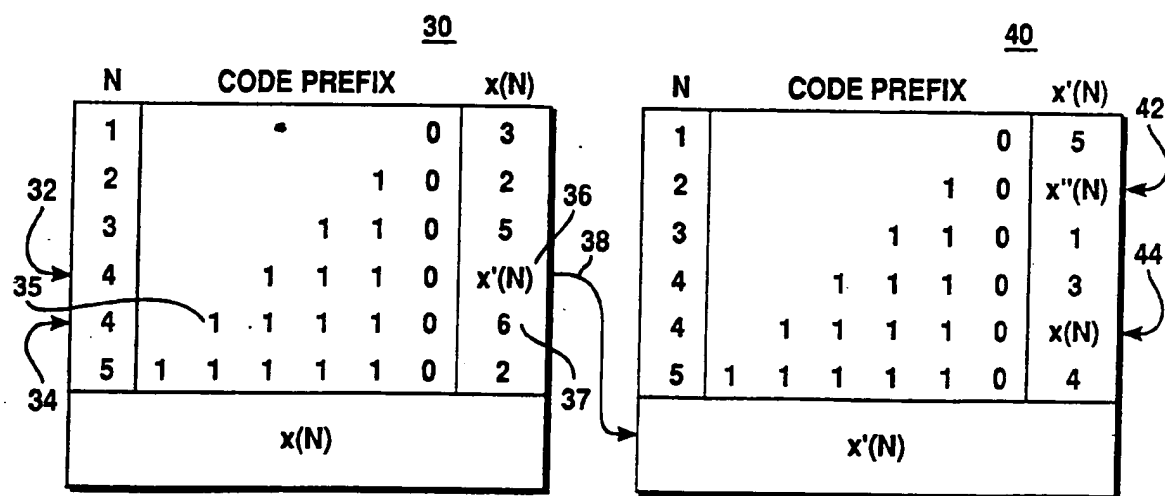 30
N CODE PREFIX x(N)
1 0 3
2 1 0 2
3 1 1 0 5
4 1 1 1 0 x'(N)
4 1 1 1 1 0 6
5 1 1 1 1 1 0 2
x(N)
32
35
34
36
38
37
40
N CODE PREFIX x'(N)
1 0 5
2 1 0 x"(N)
3 1 1 0 1
4 1 1 1 0 3
4 1 1 1 1 0 x(N)
5 1 1 1 1 1 0 4
x'(N)
42
44